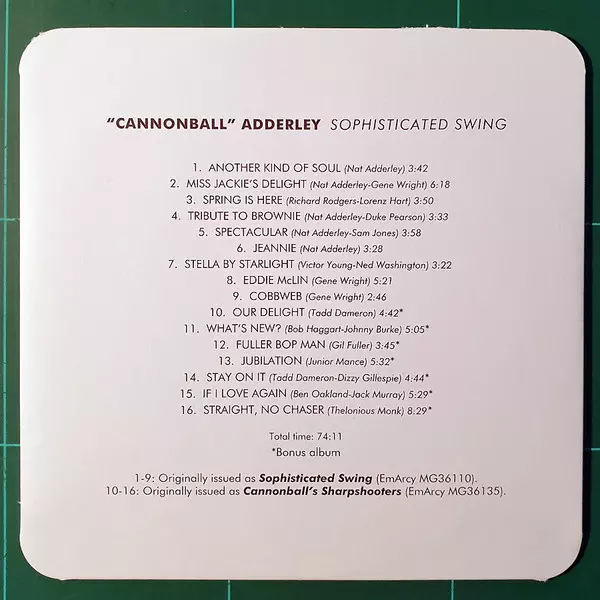 "CANNONBALL" ADDERLEY SOPHISTICATED SWING
1. ANOTHER KIND OF SOUL (Nat Adderley) 3:42
2. MISS JACKIE'S DELIGHT (Nat Adderley-Gene Wright) 6:18
3. SPRING IS HERE (Richard Rodgers-Lorenz Hart) 3:50
4. TRIBUTE TO BROWNIE (Nat Adderley-Duke Pearson) 3:33
5. SPECTACULAR (Nat Adderley-Sam Jones) 3:58
6. JEANNIE (Nat Adderley) 3:28
7. STELLA BY STARLIGHT (Victor Young-Ned Washington) 3:22
8. EDDIE McLIN (Gene Wright) 5:21
9. COBBWEB (Gene Wright) 2:46
10. OUR DELIGHT (Tadd Dameron) 4:42*
11. WHAT'S NEW? (Bob Haggart-Johnny Burke) 5:05*
12. FULLER BOP MAN (Gil Fuller) 3:45*
13. JUBILATION (Junior Mance) 5:32*
14. STAY ON IT (Tadd Dameron-Dizzy Gillespie) 4:44*
15. IF I LOVE AGAIN (Ben Oakland-Jack Murray) 5:29*
16. STRAIGHT, NO CHASER (Thelonious Monk) 8:29*
Total time: 74:11
*Bonus album
1-9: Originally issued as Sophisticated Swing (EmArcy MG36110).
10-16: Originally issued as Cannonball's Sharpshooters (EmArcy MG36135).